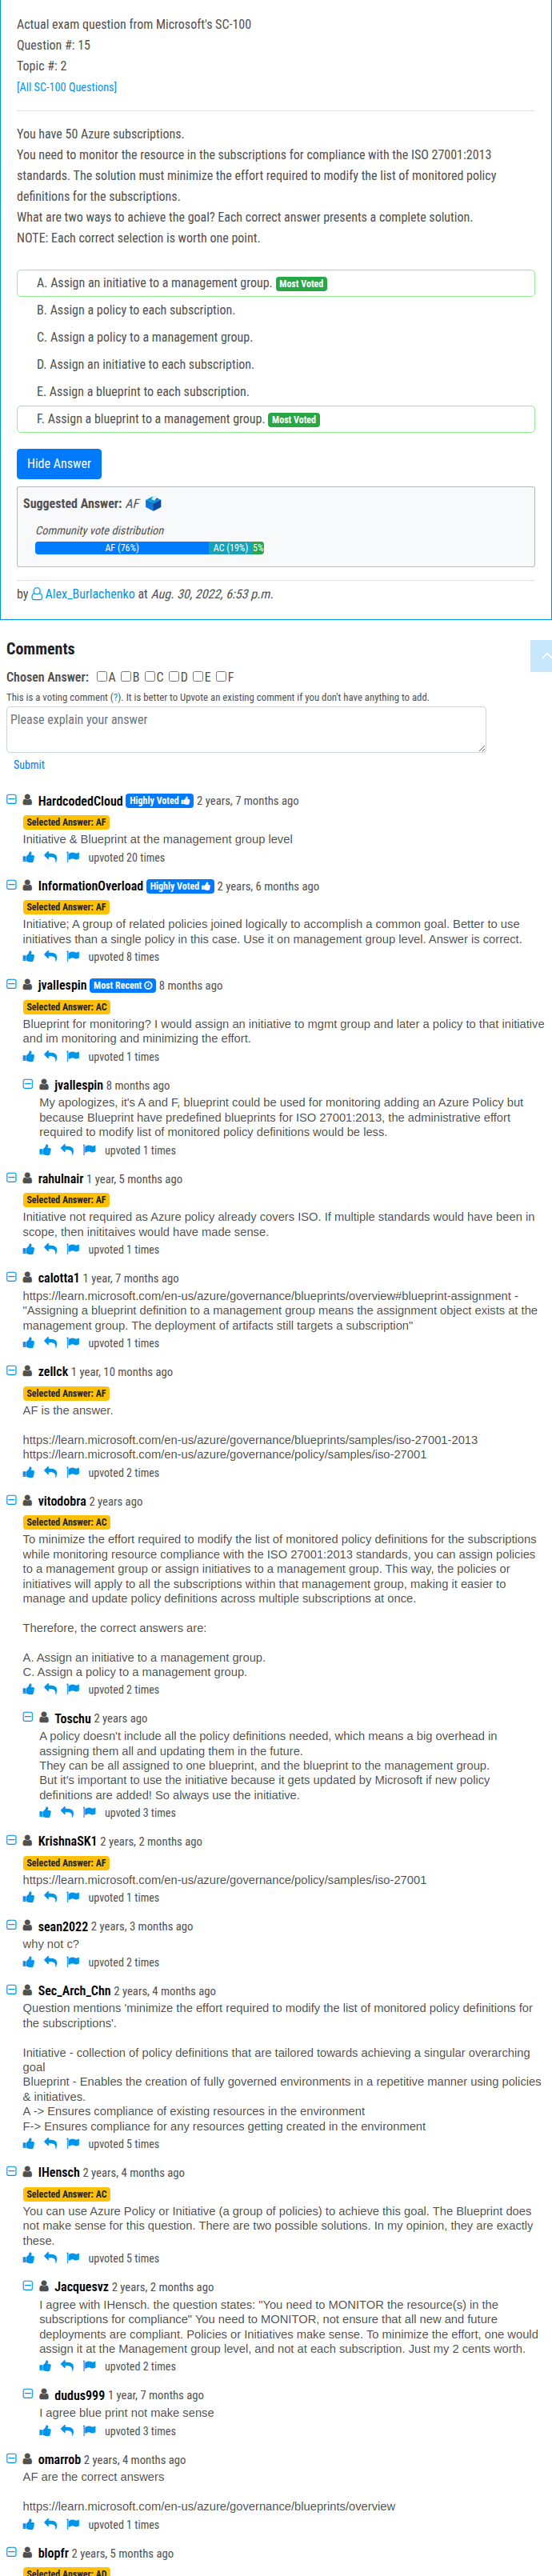 Actual exam question from Microsoft's SC-100
Question #: 15
Topic #: 2
[All SC-100 Questions]
You have 50 Azure subscriptions.
You need to monitor the resource in the subscriptions for compliance with the ISO 27001:2013
standards. The solution must minimize the effort required to modify the list of monitored policy
definitions for the subscriptions.
What are two ways to achieve the goal? Each correct answer presents a complete solution.
NOTE: Each correct selection is worth one point.
A. Assign an initiative to a management group. Most Voted
B. Assign a policy to each subscription.
C. Assign a policy to a management group.
D. Assign an initiative to each subscription.
E. Assign a blueprint to each subscription.
F. Assign a blueprint to a management group. Most Voted
Hide Answer
Suggested Answer: AF
Community vote distribution
AF (76%) AC (19%) 5%
by Alex_Burlachenko at Aug. 30, 2022, 6:53 p.m.
Comments
Chosen Answer: A B C D E F
This is a voting comment (?). It is better to Upvote an existing comment if you don't have anything to add.
Please explain your answer
Submit
HardcodedCloud Highly Voted 2 years, 7 months ago
Selected Answer: AF
Initiative & Blueprint at the management group level
upvoted 20 times
InformationOverload Highly Voted 2 years, 6 months ago
Selected Answer: AF
Initiative; A group of related policies joined logically to accomplish a common goal. Better to use
initiatives than a single policy in this case. Use it on management group level. Answer is correct.
upvoted 8 times
jvallespin Most Recent 8 months ago
Selected Answer: AC
Blueprint for monitoring? I would assign an initiative to mgmt group and later a policy to that initiative
and im monitoring and minimizing the effort.
upvoted 1 times
jvallespin 8 months ago
My apologizes, it's A and F, blueprint could be used for monitoring adding an Azure Policy but
because Blueprint have predefined blueprints for ISO 27001:2013, the administrative effort
required to modify list of monitored policy definitions would be less.
upvoted 1 times
rahulnair 1 year, 5 months ago
Selected Answer: AF
Initiative not required as Azure policy already covers ISO. If multiple standards would have been in
scope, then inititaives would have made sense.
upvoted 1 times
calotta1 1 year, 7 months ago
https://learn.microsoft.com/en-us/azure/governance/blueprints/overview#blueprint-assignment -
"Assigning a blueprint definition to a management group means the assignment object exists at the
management group. The deployment of artifacts still targets a subscription"
upvoted 1 times
zellck 1 year, 10 months ago
Selected Answer: AF
AF is the answer.
https://learn.microsoft.com/en-us/azure/governance/blueprints/samples/iso-27001-2013
https://learn.microsoft.com/en-us/azure/governance/policy/samples/iso-27001
upvoted 2 times
vitodobra 2 years ago
Selected Answer: AC
To minimize the effort required to modify the list of monitored policy definitions for the subscriptions
while monitoring resource compliance with the ISO 27001:2013 standards, you can assign policies
to a management group or assign initiatives to a management group. This way, the policies or
initiatives will apply to all the subscriptions within that management group, making it easier to
manage and update policy definitions across multiple subscriptions at once.
Therefore, the correct answers are:
A. Assign an initiative to a management group.
C. Assign a policy to a management group.
upvoted 2 times
Toschu 2 years ago
A policy doesn't include all the policy definitions needed, which means a big overhead in
assigning them all and updating them in the future.
They can be all assigned to one blueprint, and the blueprint to the management group.
But it's important to use the initiative because it gets updated by Microsoft if new policy
definitions are added! So always use the initiative.
upvoted 3 times
KrishnaSK1 2 years, 2 months ago
Selected Answer: AF
https://learn.microsoft.com/en-us/azure/governance/policy/samples/iso-27001
upvoted 1 times
sean2022 2 years, 3 months ago
why not c?
upvoted 2 times
Sec_Arch_Chn 2 years, 4 months ago
Question mentions 'minimize the effort required to modify the list of monitored policy definitions for
the subscriptions'.
Initiative - collection of policy definitions that are tailored towards achieving a singular overarching
goal
Blueprint - Enables the creation of fully governed environments in a repetitive manner using policies
& initiatives.
A -> Ensures compliance of existing resources in the environment
F-> Ensures compliance for any resources getting created in the environment
upvoted 5 times
IHensch 2 years, 4 months ago
Selected Answer: AC
You can use Azure Policy or Initiative (a group of policies) to achieve this goal. The Blueprint does
not make sense for this question. There are two possible solutions. In my opinion, they are exactly
these.
upvoted 5 times
Jacquesvz 2 years, 2 months ago
I agree with IHensch. the question states: "You need to MONITOR the resource(s) in the
subscriptions for compliance" You need to MONITOR, not ensure that all new and future
deployments are compliant. Policies or Initiatives make sense. To minimize the effort, one would
assign it at the Management group level, and not at each subscription. Just my 2 cents worth.
upvoted 2 times
dudus999 1 year, 7 months ago
I agree blue print not make sense
upvoted 3 times
omarrob 2 years, 4 months ago
AF are the correct answers
https://learn.microsoft.com/en-us/azure/governance/blueprints/overview
upvoted 1 times
blopfr 2 years, 5 months ago
Selected Answer: AD